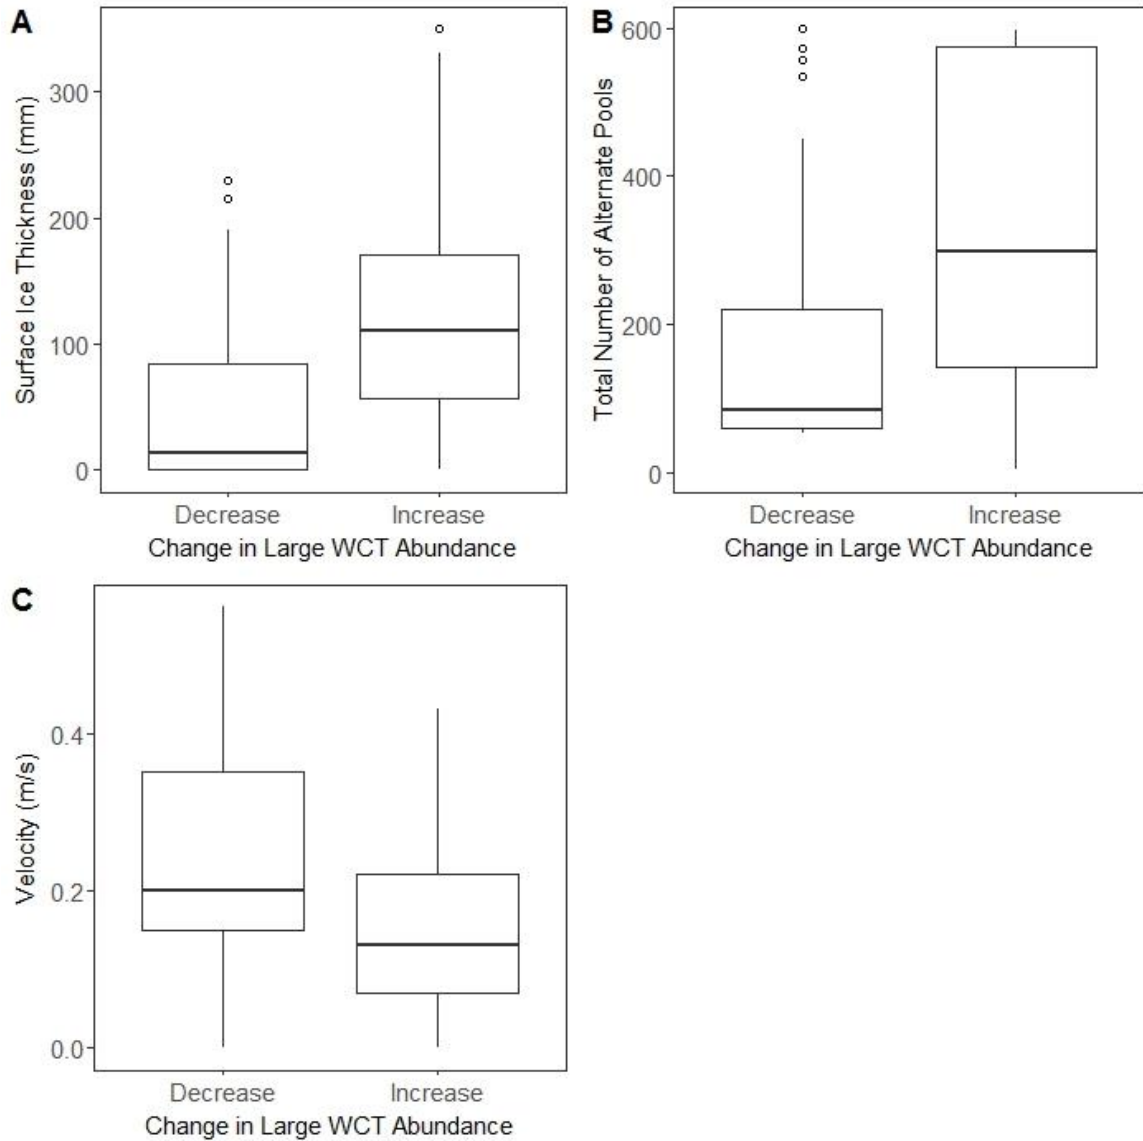 A
Surface Ice Thickness (mm)
300
200
100
0
Decrease Increase
Change in Large WCT Abundance
B
Total Number of Alternate Pools
600
400
200
0
Decrease Increase
Change in Large WCT Abundance
C
Velocity (m/s)
0.4
0.2
0.0
Decrease Increase
Change in Large WCT Abundance